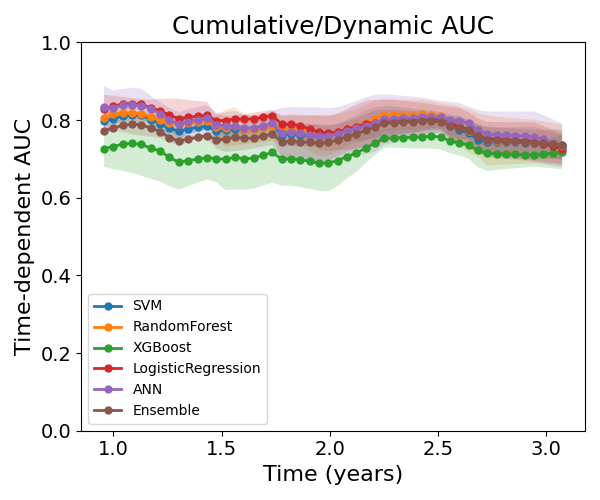 Cumulative/Dynamic AUC
Time-dependent AUC
1.0
0.8
0.6
0.4
0.2
0.0
SVM
RandomForest
XGBoost
LogisticRegression
ANN
Ensemble
1.0 1.5 2.0 2.5 3.0
Time (years)